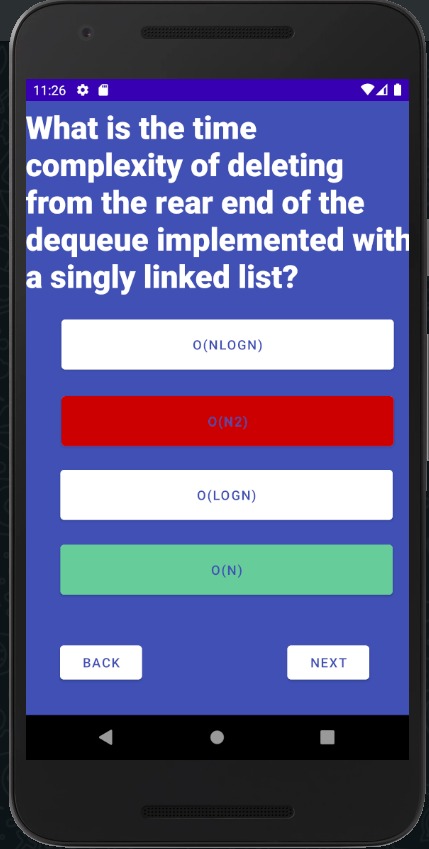 11:26
What is the time
complexity of deleting
from the rear end of the
dequeue implemented with
a singly linked list?
O(NLOGN)
O(N2)
O(LOGN)
O(N)
BACK NEXT